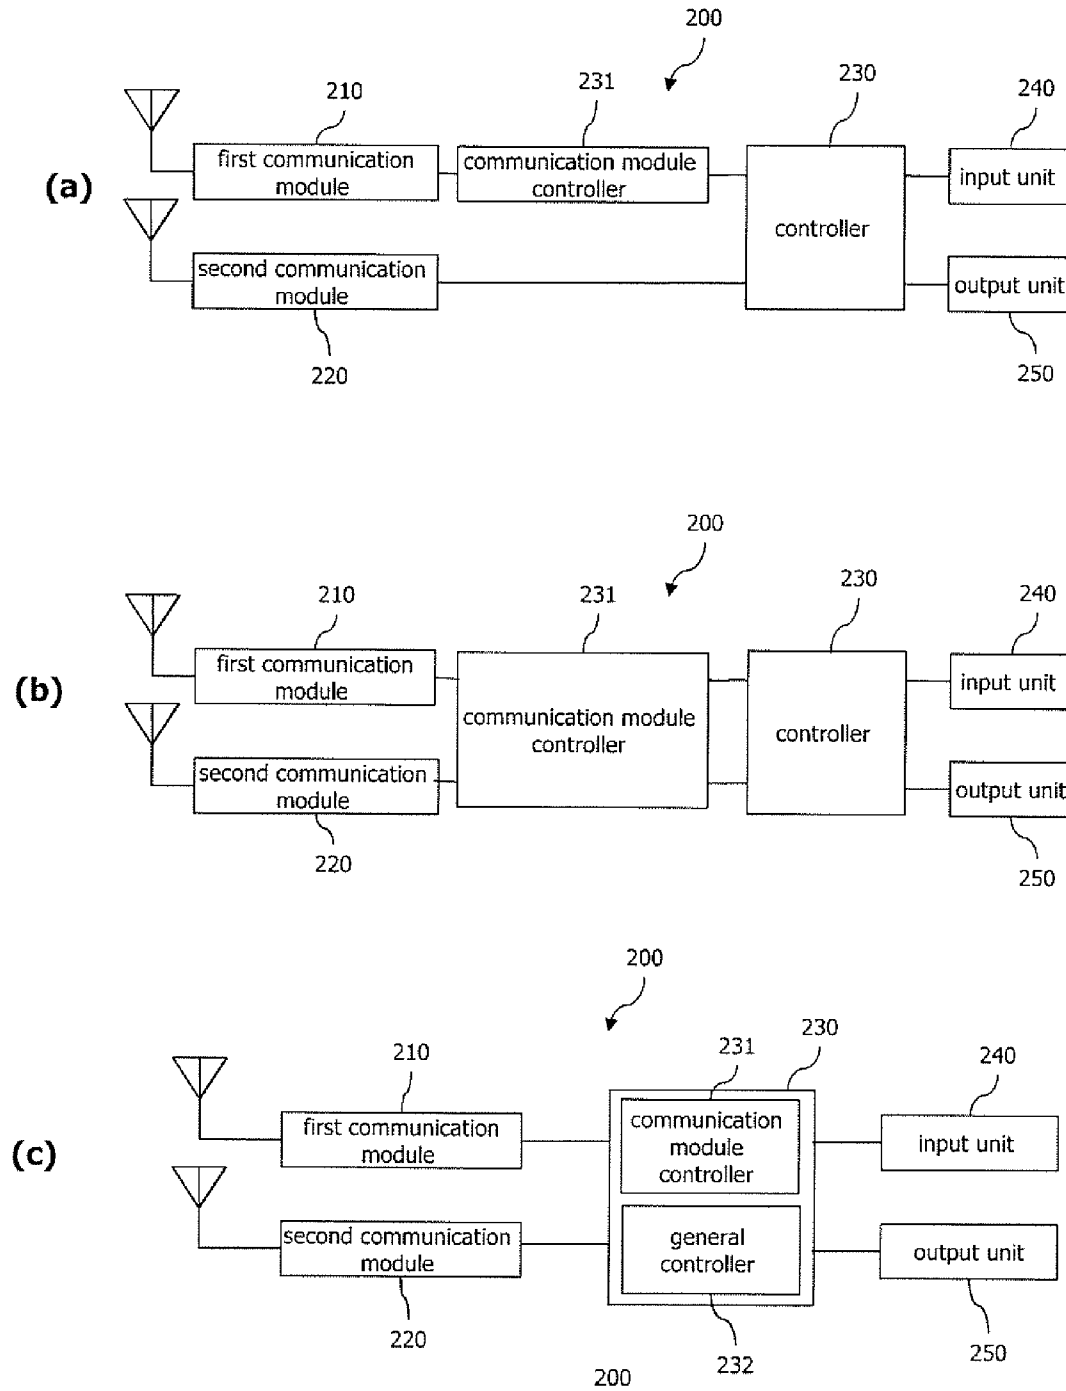 200
210
231
230
240
(a)
first communication
module
communication module
controller
controller
input unit
second communication
module
output unit
220
250
200
210
231
230
240
(b)
first communication
module
communication module
controller
controller
input unit
second communication
module
output unit
220
250
200
210
231
230
240
(c)
first communication
module
communication
module
controller
input unit
second communication
module
general
controller
output unit
220
232
250
200